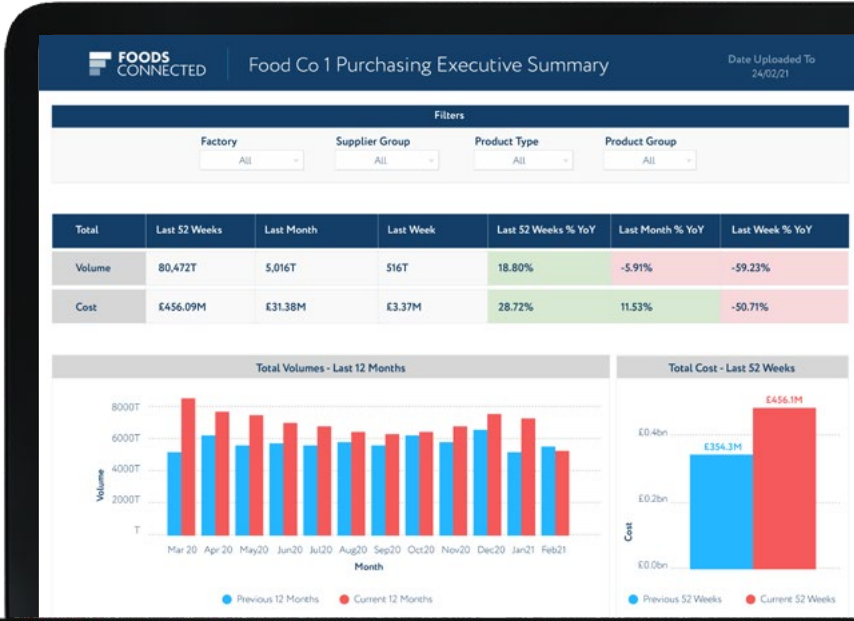 FOODS
CONNECTED
Food Co 1 Purchasing Executive Summary
Date Uploaded To
24/02/21
Filters
Factory Supplier Group Product Type Product Group
All All All All
Total Last 52 Weeks Last Month Last Week Last 52 Weeks % YoY Last Month % YoY Last Week % YoY
Volume 80,472T 5,016T 516T 18.80% -5.91% -59.23%
Cost £456.09M £31.38M £3.37M 28.72% 11.53% -50.71%
Total Volumes - Last 12 Months
8000T
6000T
4000T
2000T
T
Volume
Mar 20 Apr 20 May20 Jun20 Jul20 Aug20 Sep20 Oct20 Nov20 Dec20 Jan21 Feb21
Month
Previous 12 Months Current 12 Months
Total Cost - Last 52 Weeks
£456.1M
£354.3M
£0.4bn
£0.2bn
£0.0bn
Cost
Previous 52 Weeks Current 52 Weeks